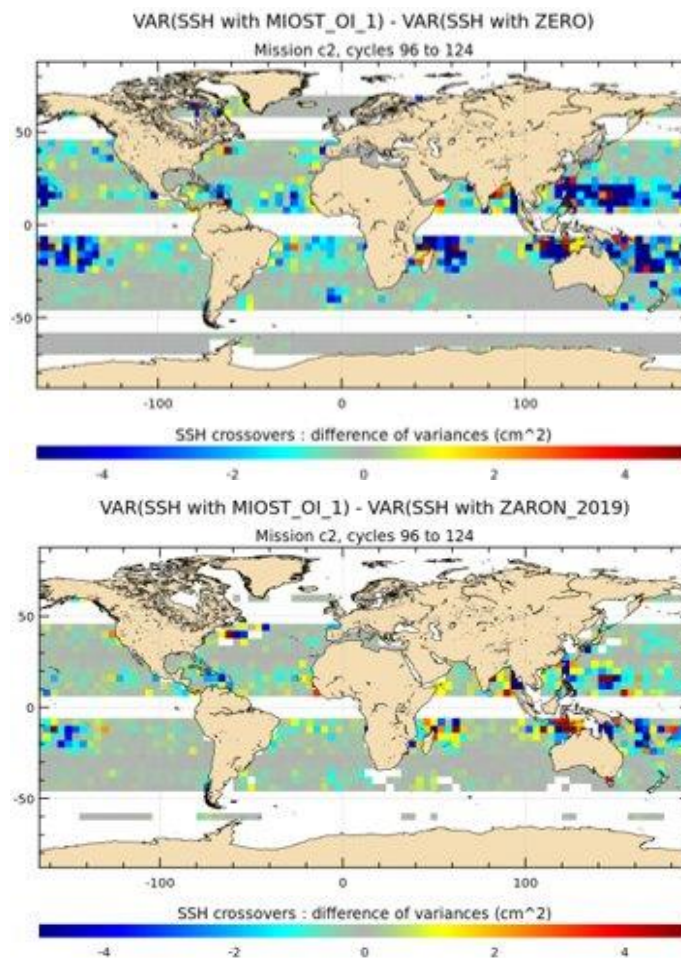 VAR(SSH with MIOST_OI_1) - VAR(SSH with ZERO)
Mission c2, cycles 96 to 124
50
0
-50
-100 0 100
SSH crossovers : difference of variances (cm^2)
-4 -2 0 2 4
VAR(SSH with MIOST_OI_1) - VAR(SSH with ZARON_2019)
Mission c2, cycles 96 to 124
50
0
-50
-100 0 100
SSH crossovers : difference of variances (cm^2)
-4 -2 0 2 4